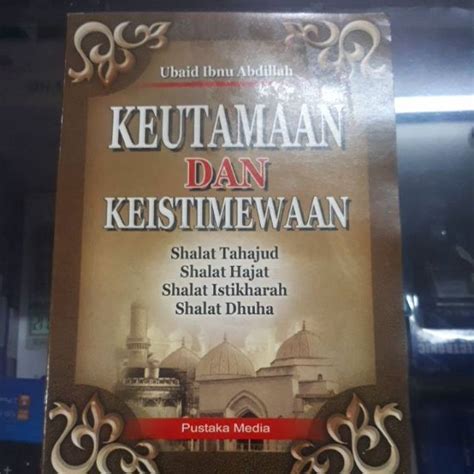 Ubaid Ibnu Abdillah
KEUTAMAAN
DAN
KEISTIMEWAAN
Shalat Tahajud
Shalat Hajat
Shalat Istikharah
Shalat Dhuha
Pustaka Media